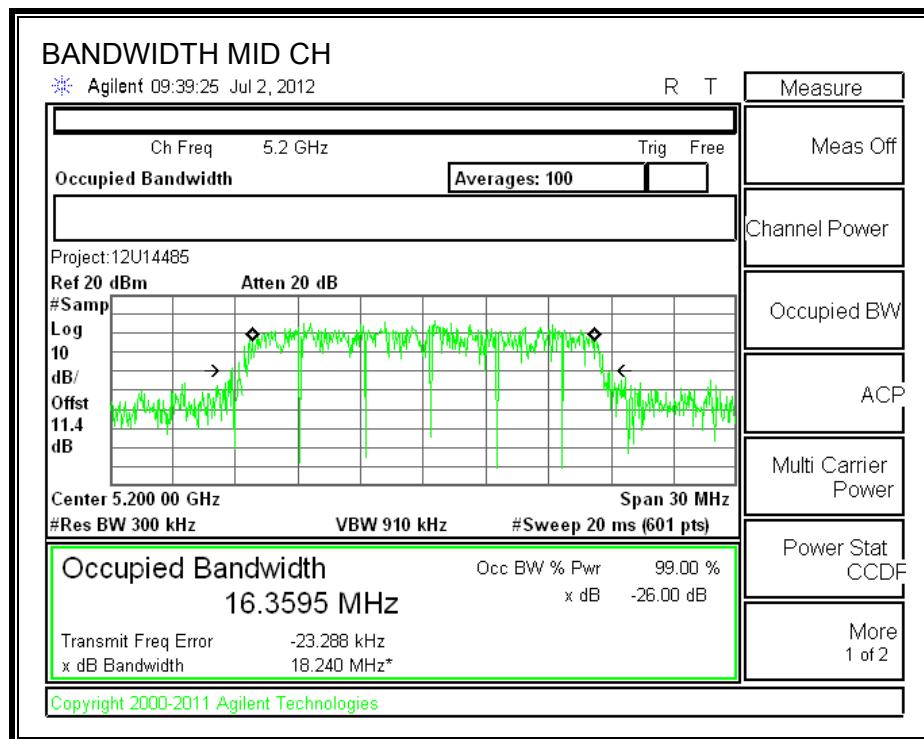 BANDWIDTH MID CH
Agilent 09:39:25 Jul 2, 2012
R T
Measure
Ch Freq 5.2 GHz
Trig Free
Meas Off
Occupied Bandwidth
Averages: 100
Channel Power
Project:12U14485
Ref 20 dBm
Atten 20 dB
#Samp
Log
10
dB/
Offst
11.4
dB
Occupied BW
ACP
Multi Carrier
Power
Center 5.200 00 GHz
Span 30 MHz
#Res BW 300 kHz
VBW 910 kHz
#Sweep 20 ms (601 pts)
Power Stat
CCDF
Occupied Bandwidth
Occ BW % Pwr 99.00 %
16.3595 MHz
x dB -26.00 dB
Transmit Freq Error -23.288 kHz
x dB Bandwidth 18.240 MHz*
More
1 of 2
Copyright 2000-2011 Agilent Technologies